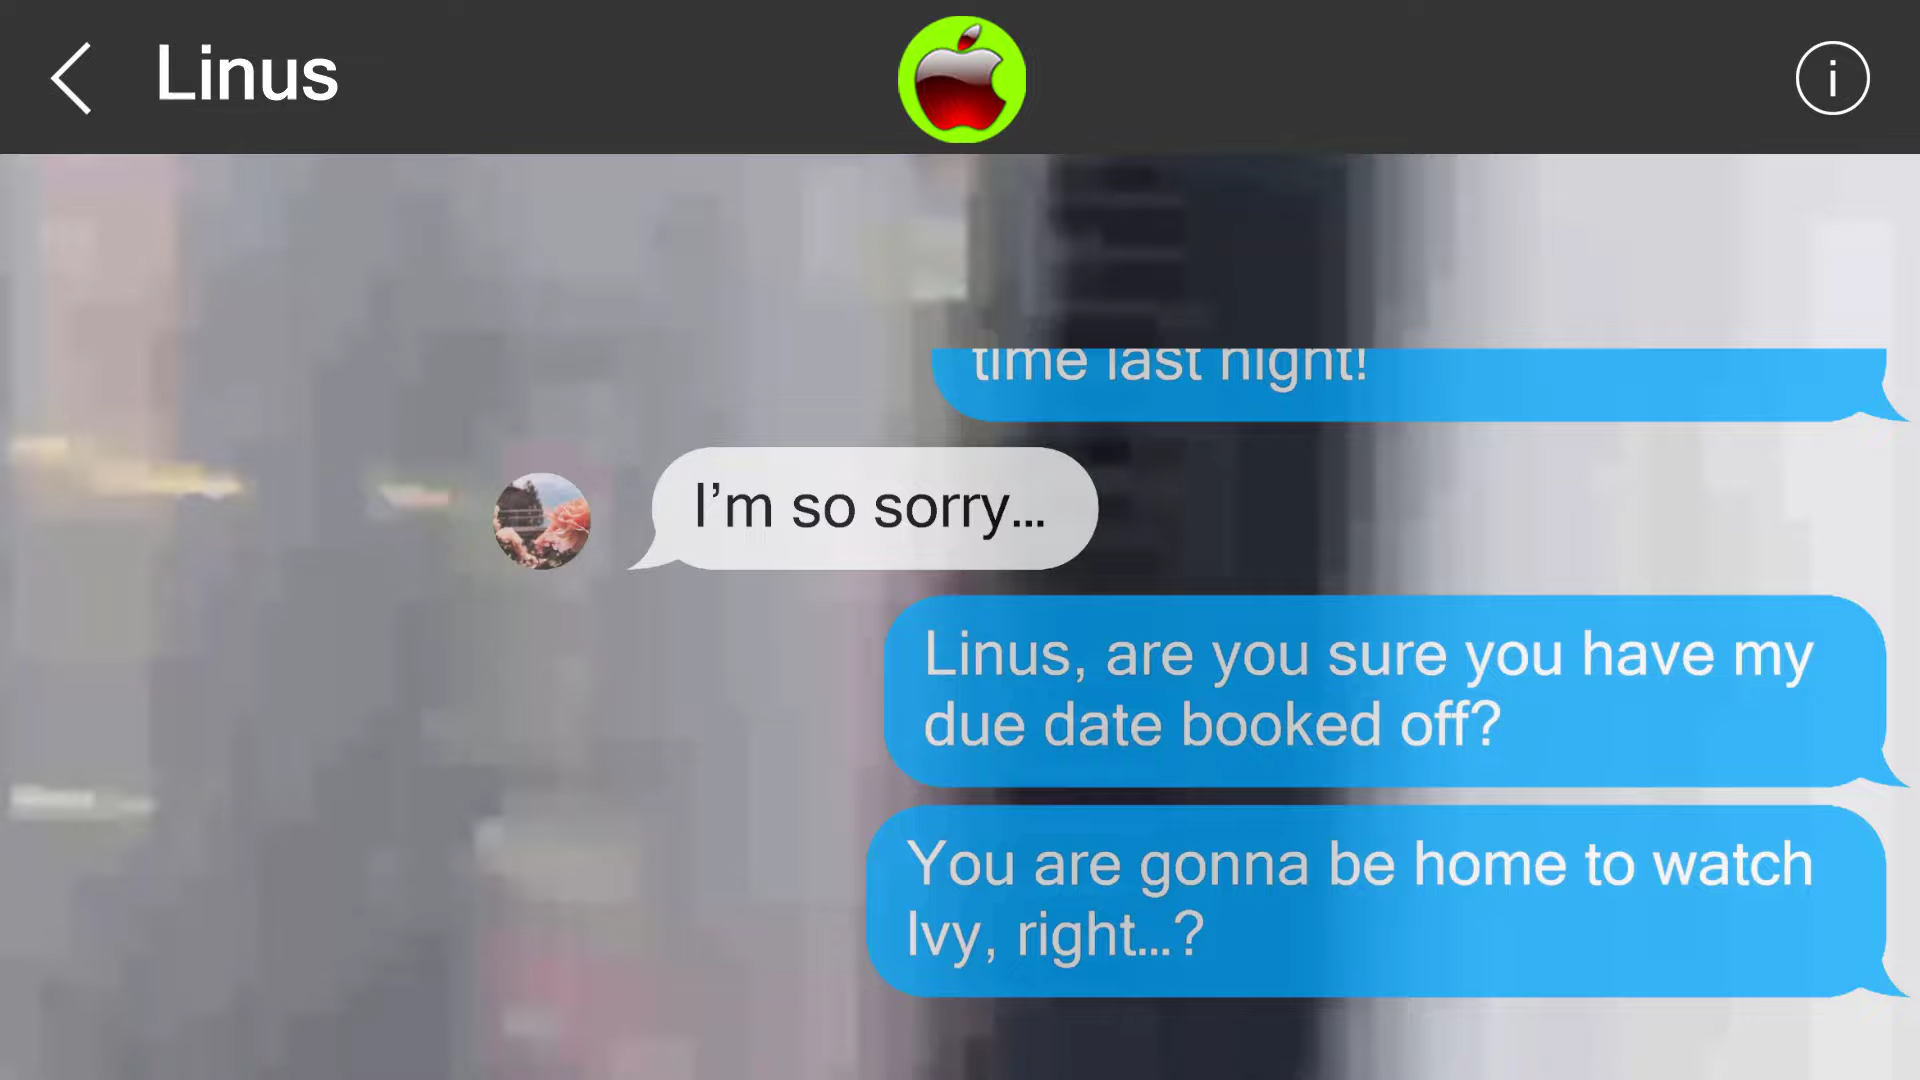 Linus
i
time last night!
I’m so sorry...
Linus, are you sure you have my
due date booked off?
You are gonna be home to watch
Ivy, right...?